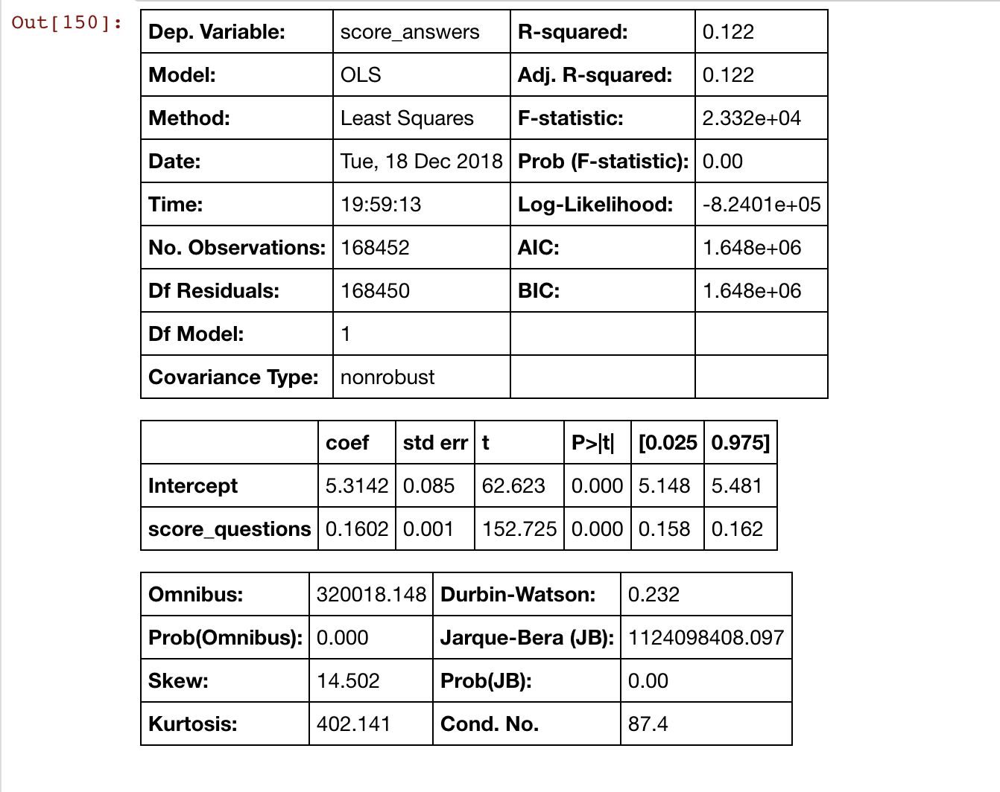 Out[150]:
Dep. Variable: score_answers R-squared: 0.122
Model: OLS Adj. R-squared: 0.122
Method: Least Squares F-statistic: 2.332e+04
Date: Tue, 18 Dec 2018 Prob (F-statistic): 0.00
Time: 19:59:13 Log-Likelihood: -8.2401e+05
No. Observations: 168452 AIC: 1.648e+06
Df Residuals: 168450 BIC: 1.648e+06
Df Model: 1
Covariance Type: nonrobust
coef std err t P>|t| [0.025 0.975]
Intercept 5.3142 0.085 62.623 0.000 5.148 5.481
score_questions 0.1602 0.001 152.725 0.000 0.158 0.162
Omnibus: 320018.148 Durbin-Watson: 0.232
Prob(Omnibus): 0.000 Jarque-Bera (JB): 1124098408.097
Skew: 14.502 Prob(JB): 0.00
Kurtosis: 402.141 Cond. No. 87.4